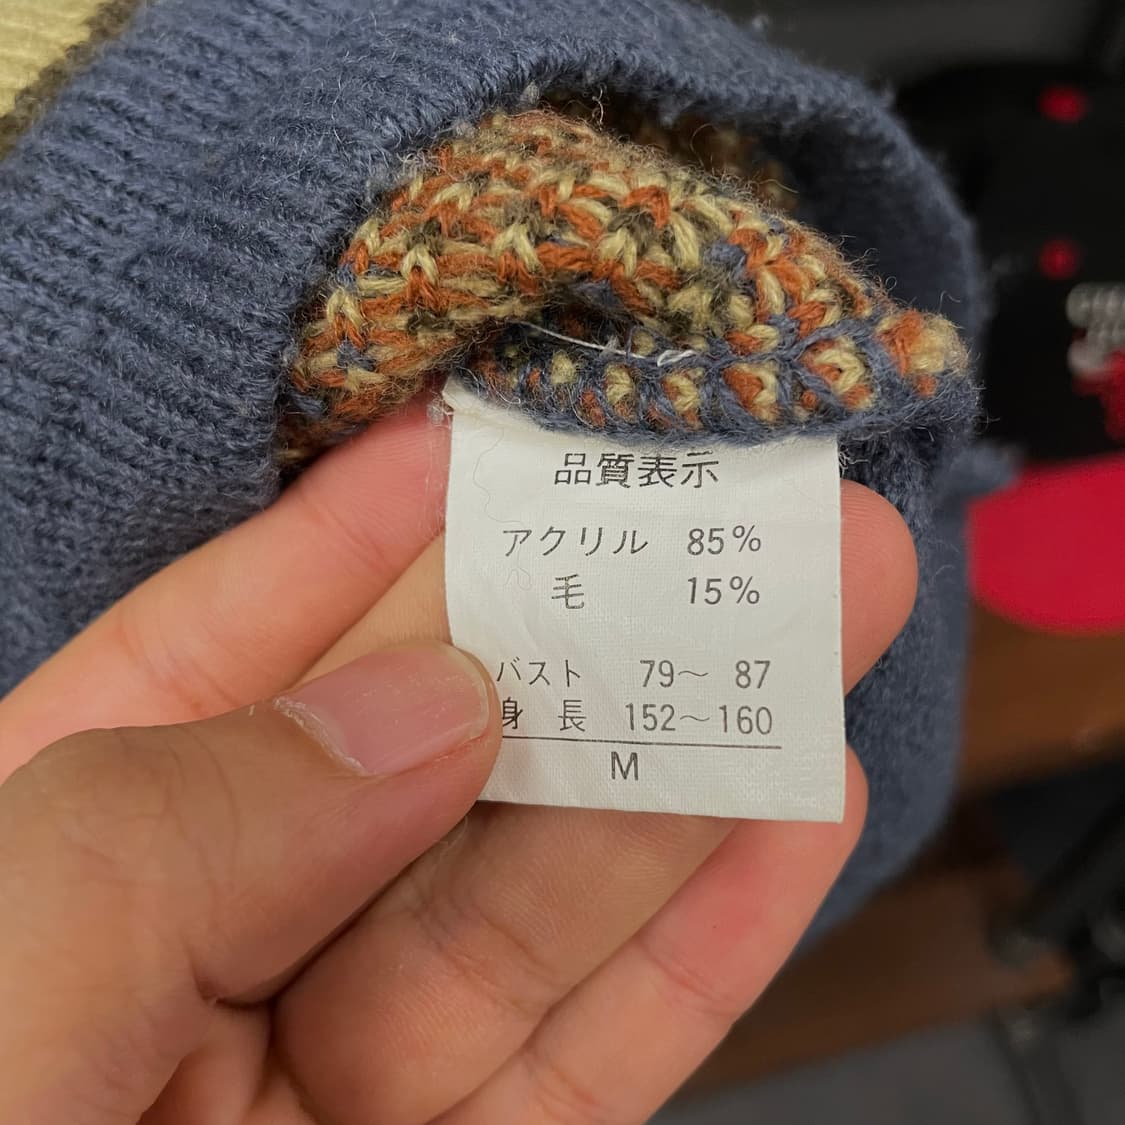 品質表示
アクリル 85%
毛 15%
バスト 79〜 87
身 長 152〜160
M